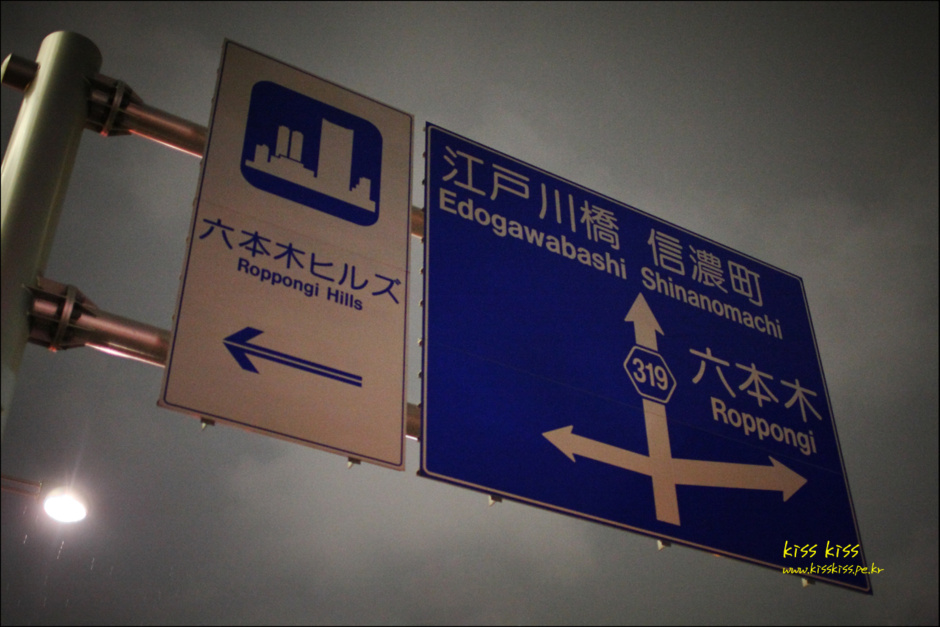 六本木ヒルズ
Roppongi Hills
江戸川橋 信濃町
Edogawabashi Shinanomachi
319
六本木
Roppongi
kiss kiss
www.kisskiss.pe.kr